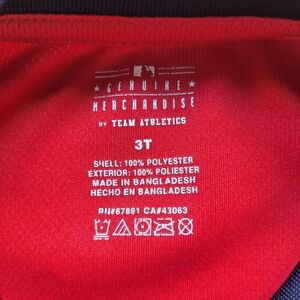 GENUINE
MERCHANDISE
BY TEAM ATHLETICS
3T
SHELL: 100% POLYESTER
EXTERIOR: 100% POLYESTER
MADE IN BANGLADESH
HECHO EN BANGLADESH
RN#67891 CA#43063